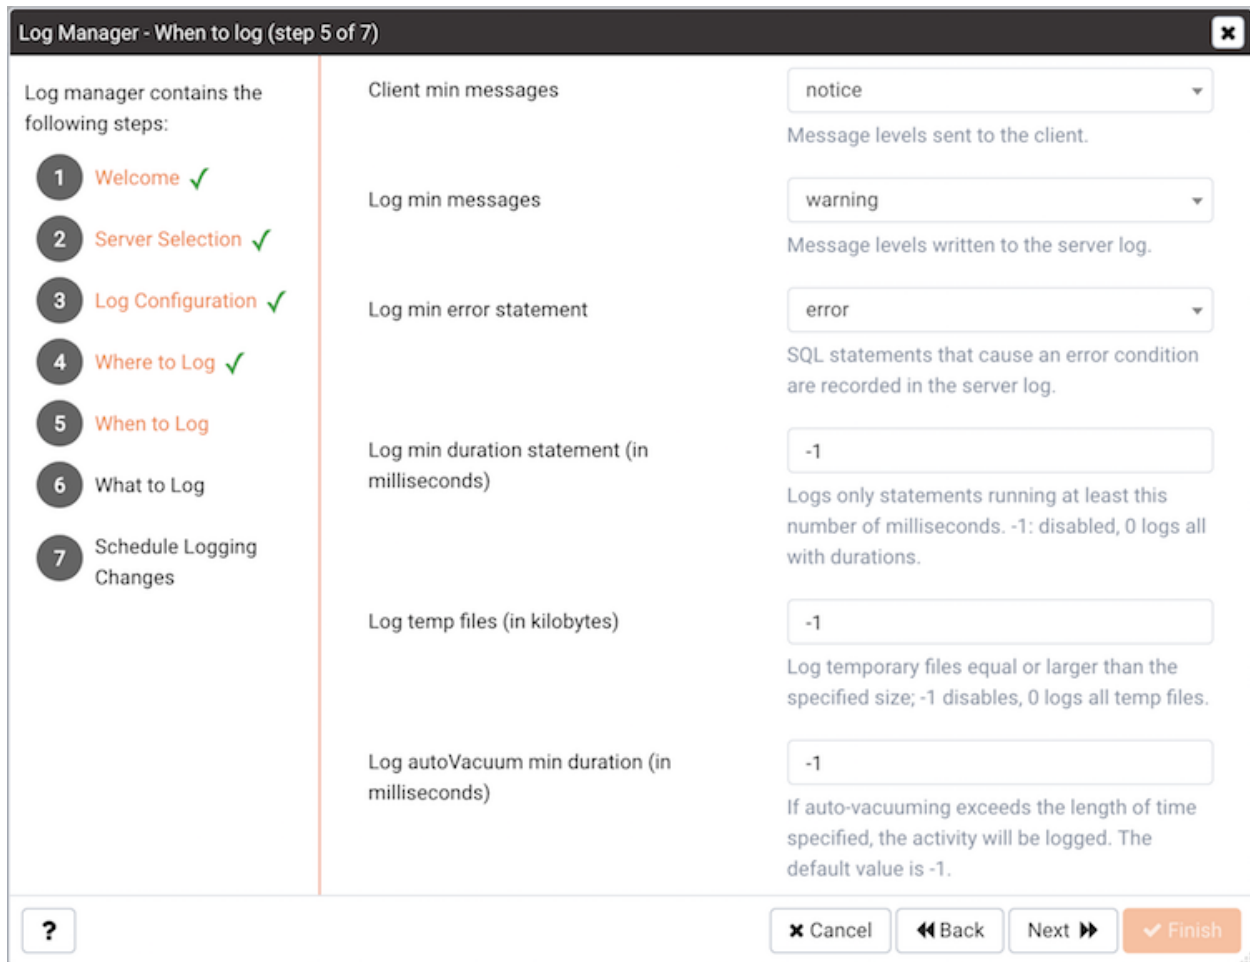 Log Manager - When to log (step 5 of 7)
Log manager contains the
following steps:
1 Welcome
2 Server Selection
3 Log Configuration
4 Where to Log
5 When to Log
6 What to Log
7 Schedule Logging
Changes
Client min messages
notice
Message levels sent to the client.
Log min messages
warning
Message levels written to the server log.
Log min error statement
error
SQL statements that cause an error condition
are recorded in the server log.
Log min duration statement (in
milliseconds)
-1
Logs only statements running at least this
number of milliseconds. -1: disabled, 0 logs all
with durations.
Log temp files (in kilobytes)
-1
Log temporary files equal or larger than the
specified size; -1 disables, 0 logs all temp files.
Log autoVacuum min duration (in
milliseconds)
-1
If auto-vacuuming exceeds the length of time
specified, the activity will be logged. The
default value is -1.
?
Cancel
Back
Next
Finish